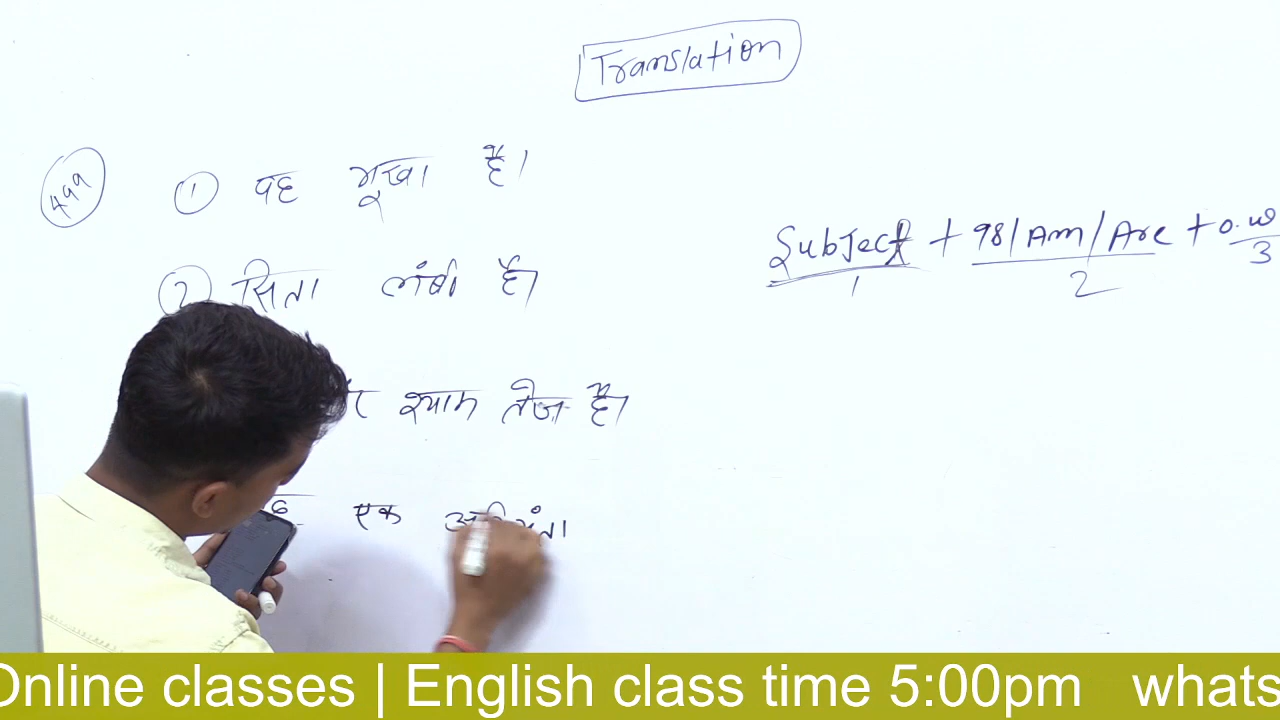 Translation
499
① वह भूखा है।
② सिता लंबी है।
श्याम तेज है।
एक
Subject + Is/Am/Are + O.W
1 2 3
Online classes | English class time 5:00pm whats